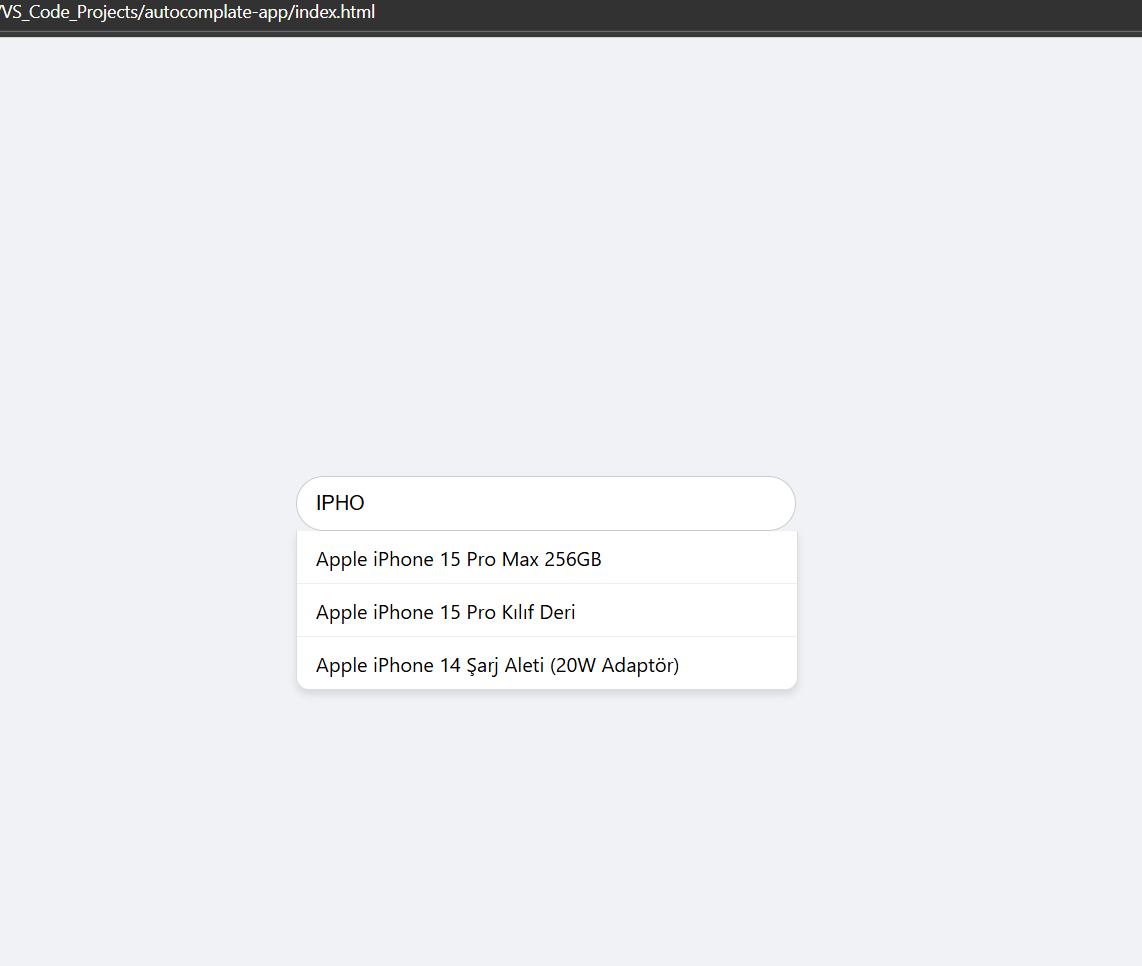 /VS_Code_Projects/autocomplate-app/index.html
IPHO
Apple iPhone 15 Pro Max 256GB
Apple iPhone 15 Pro Kılıf Deri
Apple iPhone 14 Şarj Aleti (20W Adaptör)